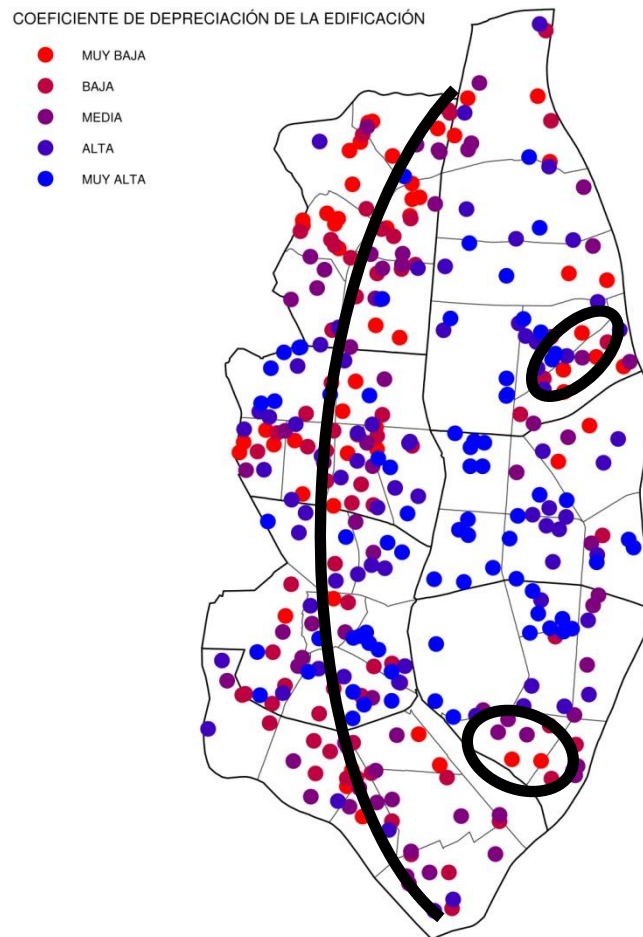 COEFICIENTE DE DEPRECIACIÓN DE LA EDIFICACIÓN
MUY BAJA
BAJA
MEDIA
ALTA
MUY ALTA